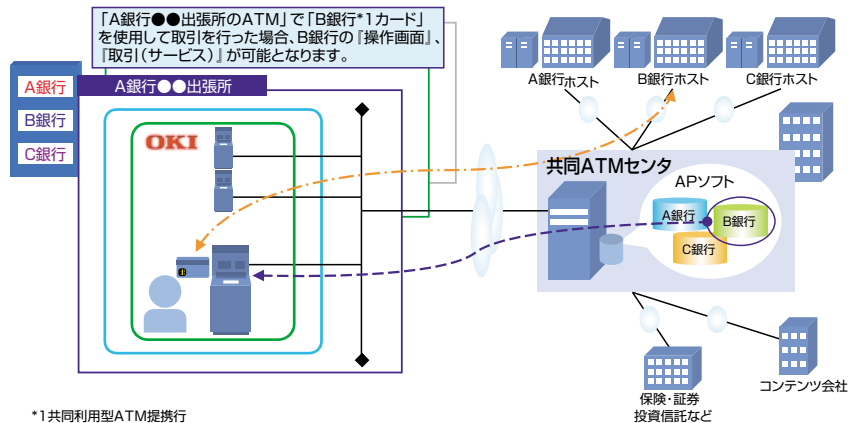 「A銀行●●出張所のATM」で「B銀行*1カード」
を使用して取引を行った場合、B銀行の『操作画面』、
『取引(サービス)』が可能となります。
A銀行
B銀行
C銀行
A銀行●●出張所
OKI
A銀行ホスト
B銀行ホスト
C銀行ホスト
共同ATMセンタ
APソフト
A銀行
B銀行
C銀行
保険・証券
投資信託など
コンテンツ会社
*1共同利用型ATM提携行